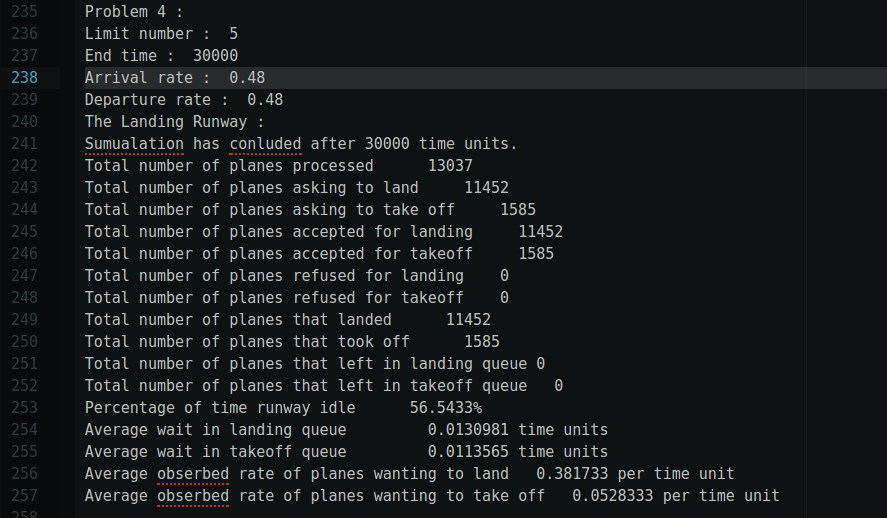 235 Problem 4 :
236 Limit number :  5
237 End time :  30000
238 Arrival rate :  0.48
239 Departure rate :  0.48
240 The Landing Runway :
241 Sumualation has conluded after 30000 time units.
242 Total number of planes processed      13037
243 Total number of planes asking to land     11452
244 Total number of planes asking to take off     1585
245 Total number of planes accepted for landing     11452
246 Total number of planes accepted for takeoff     1585
247 Total number of planes refused for landing    0
248 Total number of planes refused for takeoff    0
249 Total number of planes that landed      11452
250 Total number of planes that took off      1585
251 Total number of planes that left in landing queue 0
252 Total number of planes that left in takeoff queue   0
253 Percentage of time runway idle      56.5433%
254 Average wait in landing queue         0.0130981 time units
255 Average wait in takeoff queue         0.0113565 time units
256 Average obserbed rate of planes wanting to land   0.381733 per time unit
257 Average obserbed rate of planes wanting to take off   0.0528333 per time unit
258